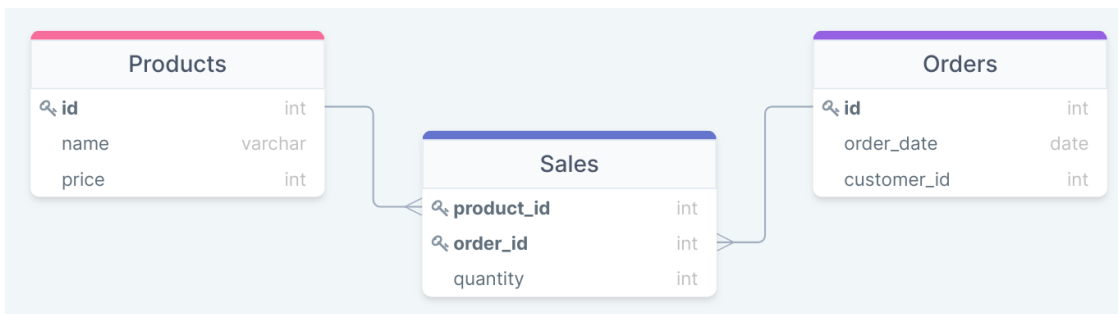 Products
id int
name varchar
price int
Sales
product_id int
order_id int
quantity int
Orders
id int
order_date date
customer_id int